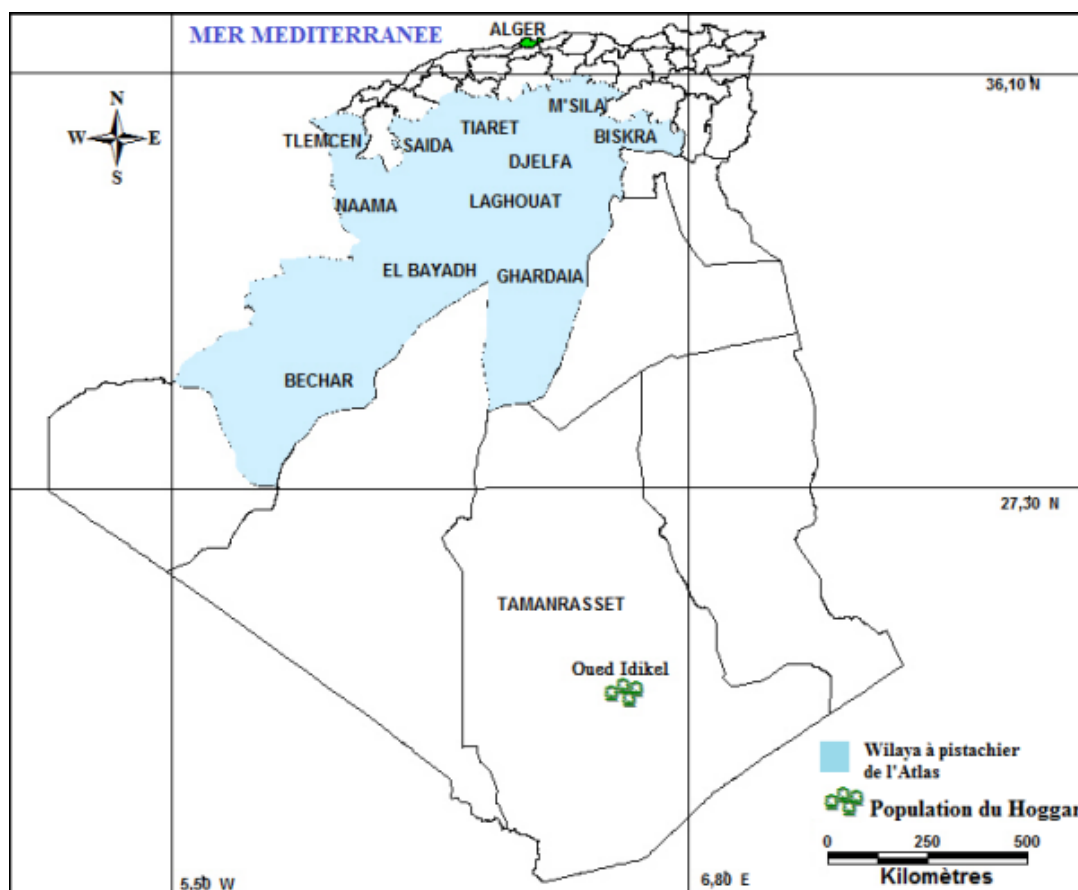 MER MEDITERRANEE
ALGER
36,10 N
N
W E
S
M'SILA
TIARET
BISKRA
TLEMCEN
SAIDA
DJELFA
NAAMA
LAGHOUAT
EL BAYADH
GHARDAIA
BECHAR
27,30 N
TAMANRASSET
Oued Idikel
Wilaya à pistachier
de l'Atlas
Population du Hoggar
0 250 500
Kilomètres
5,50 W
6,80 E